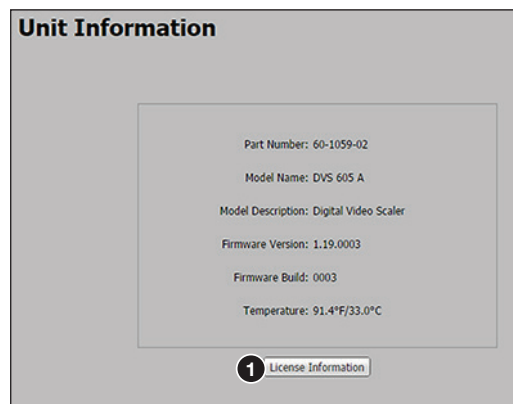 Unit Information
Part Number: 60-1059-02
Model Name: DVS 605 A
Model Description: Digital Video Scaler
Firmware Version: 1.19.0003
Firmware Build: 0003
Temperature: 91.4°F/33.0°C
1 License Information